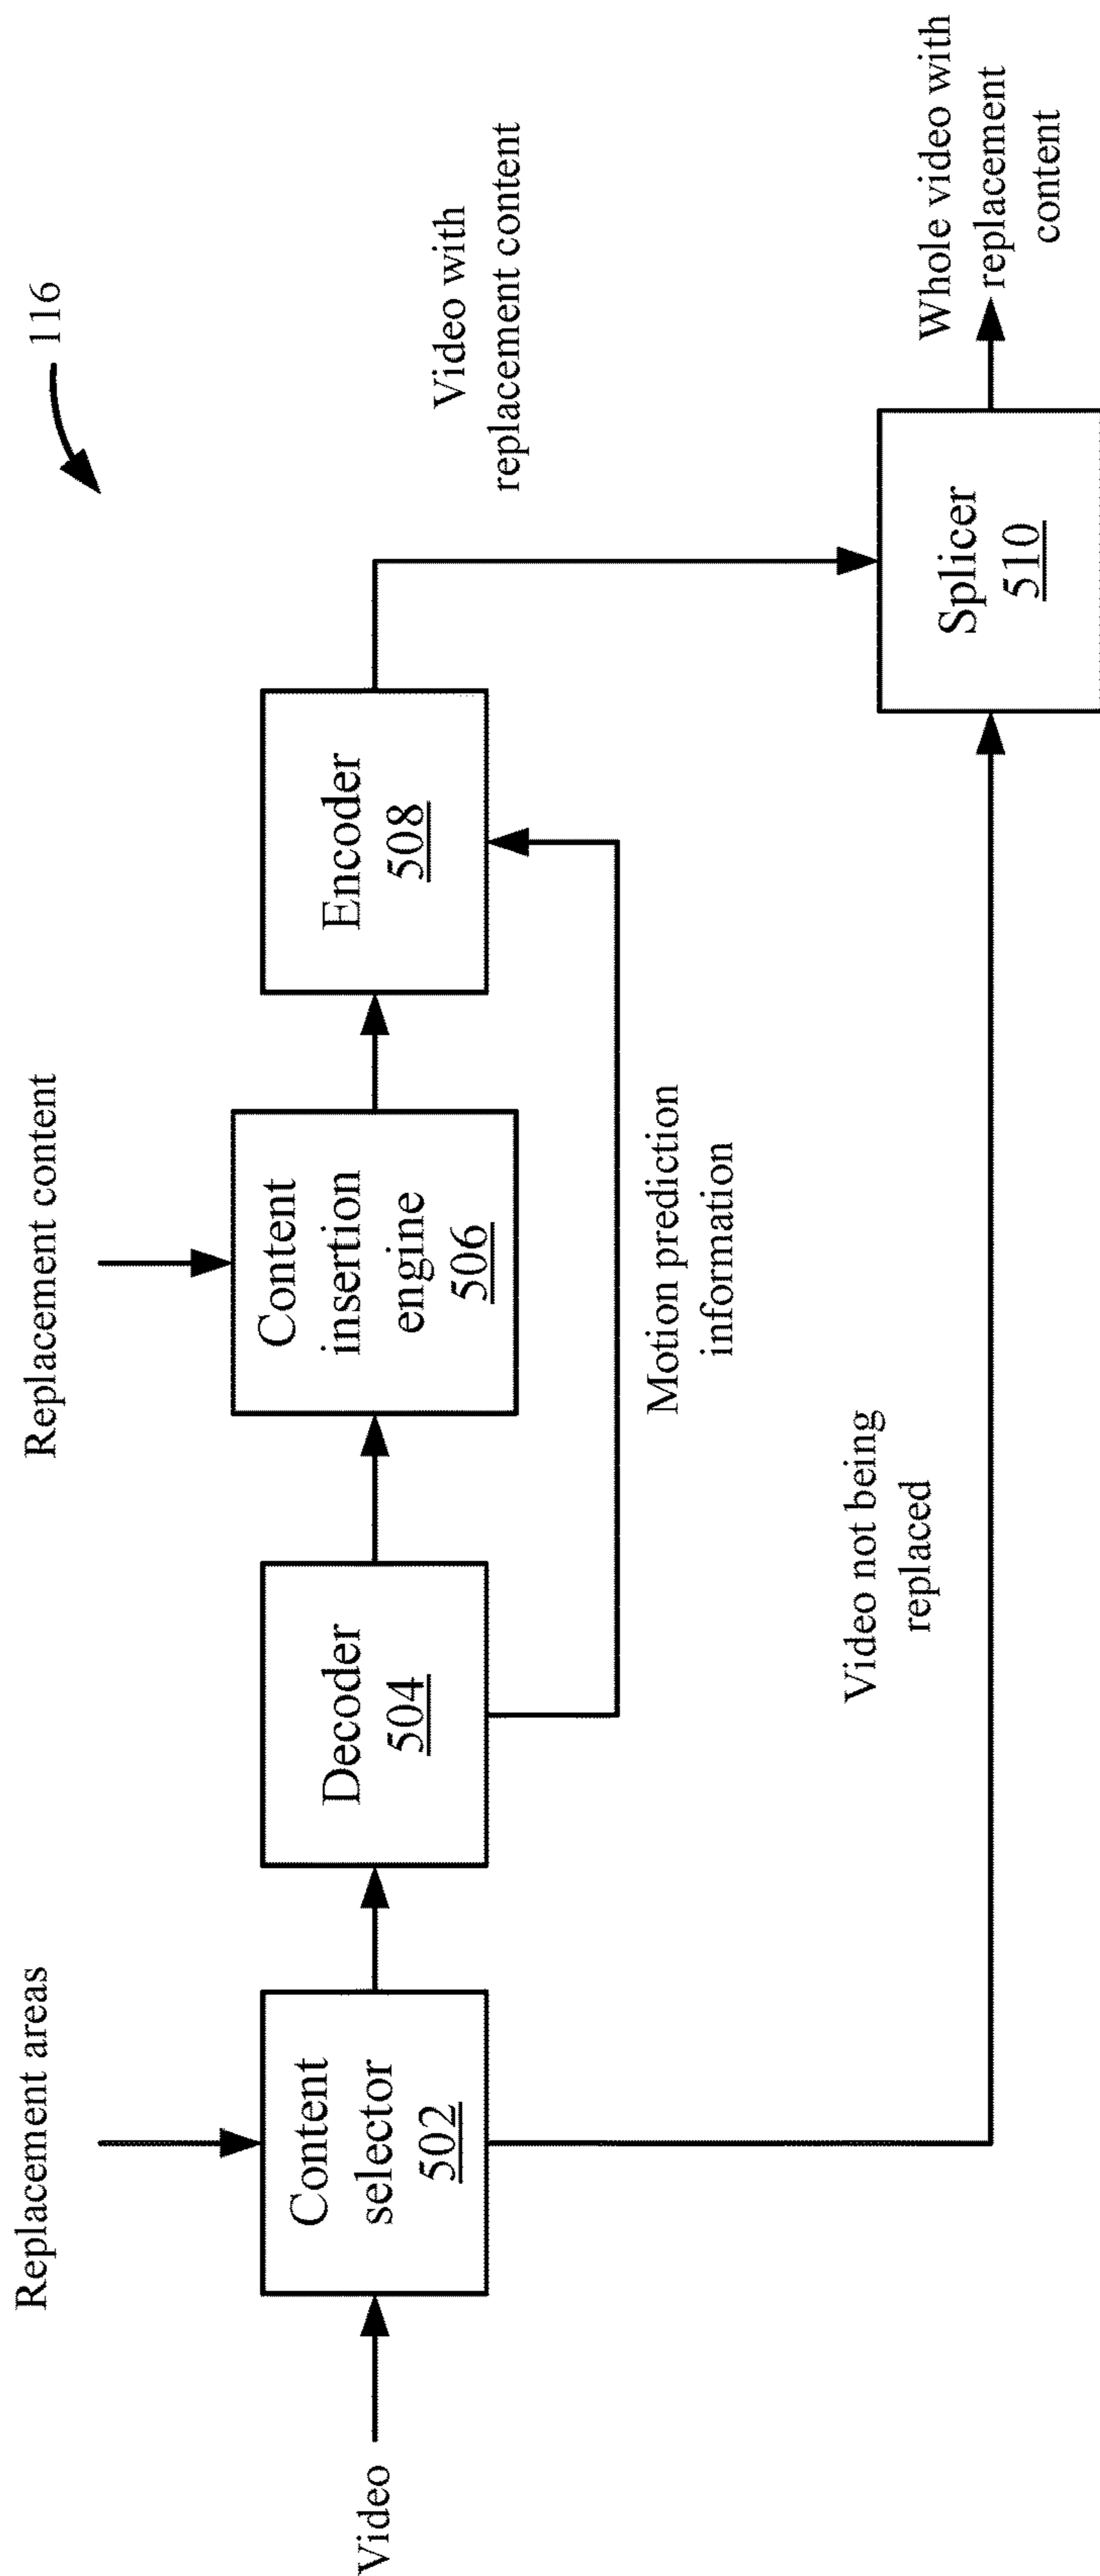 116
Replacement areas
Replacement content
Video
Content
selector
502
Decoder
504
Content
insertion
engine
506
Encoder
508
Video with
replacement content
Motion prediction
information
Video not being
replaced
Splicer
510
Whole video with
replacement
content